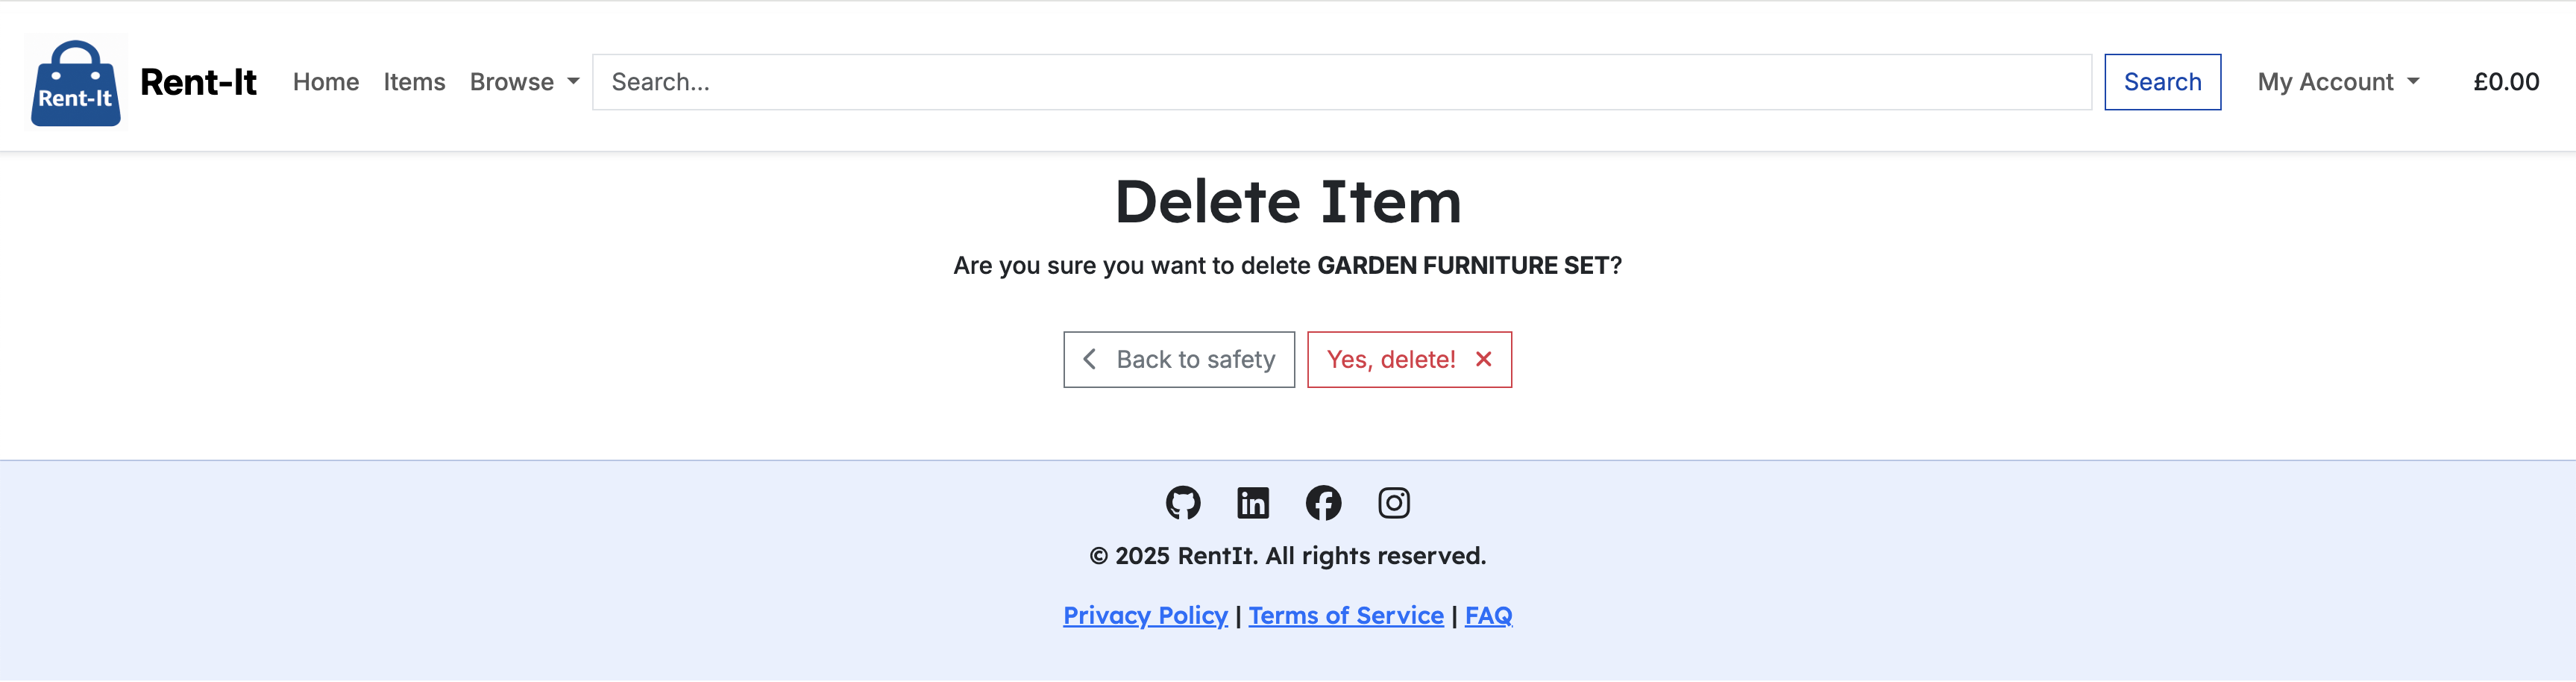 Rent-It
Rent-It Home Items Browse Search... Search My Account £0.00
Delete Item
Are you sure you want to delete GARDEN FURNITURE SET?
Back to safety Yes, delete!
© 2025 RentIt. All rights reserved.
Privacy Policy | Terms of Service | FAQ